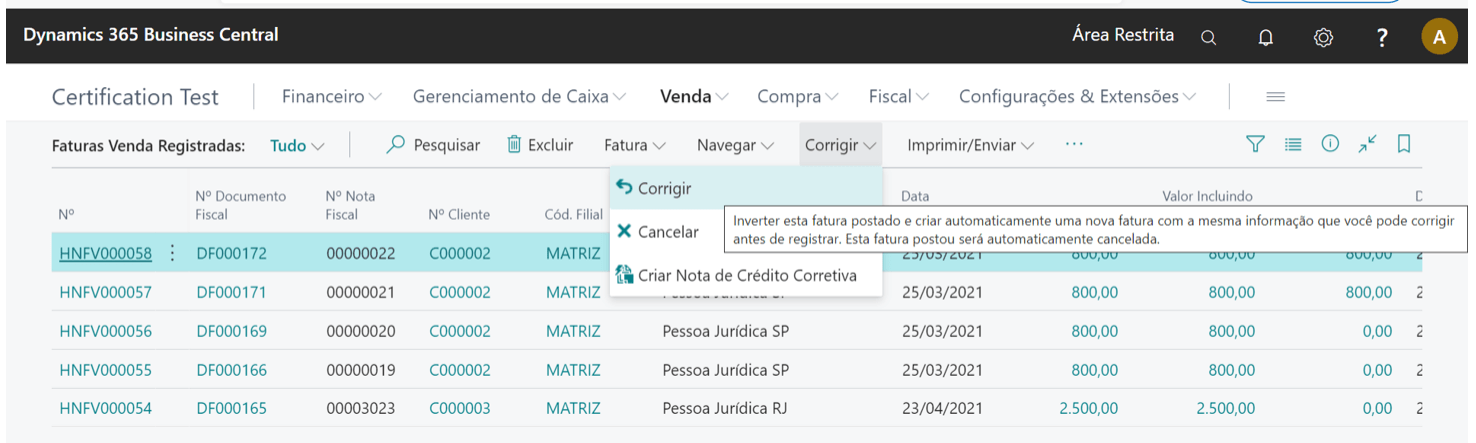 Dynamics 365 Business Central
Área Restrita
?
A
Certification Test
Financeiro
Gerenciamento de Caixa
Venda
Compra
Fiscal
Configurações & Extensões
Faturas Venda Registradas: Tudo
Pesquisar
Excluir
Fatura
Navegar
Corrigir
Imprimir/Enviar
...
Corrigir
Cancelar
Criar Nota de Crédito Corretiva
Inverter esta fatura postado e criar automaticamente uma nova fatura com a mesma informação que você pode corrigir
antes de registrar. Esta fatura postou será automaticamente cancelada.
Nº
Nº Documento
Fiscal
Nº Nota
Fiscal
Nº Cliente
Cód. Filial
Data
Valor Incluindo
HNFV000058 DF000172 00000022 C000002 MATRIZ 25/03/2021 800,00 800,00 800,00 2
HNFV000057 DF000171 00000021 C000002 MATRIZ Pessoa Jurídica SP 25/03/2021 800,00 800,00 800,00 2
HNFV000056 DF000169 00000020 C000002 MATRIZ Pessoa Jurídica SP 25/03/2021 800,00 800,00 0,00 2
HNFV000055 DF000166 00000019 C000002 MATRIZ Pessoa Jurídica SP 25/03/2021 800,00 800,00 0,00 2
HNFV000054 DF000165 00003023 C000003 MATRIZ Pessoa Jurídica RJ 23/04/2021 2.500,00 2.500,00 0,00 2